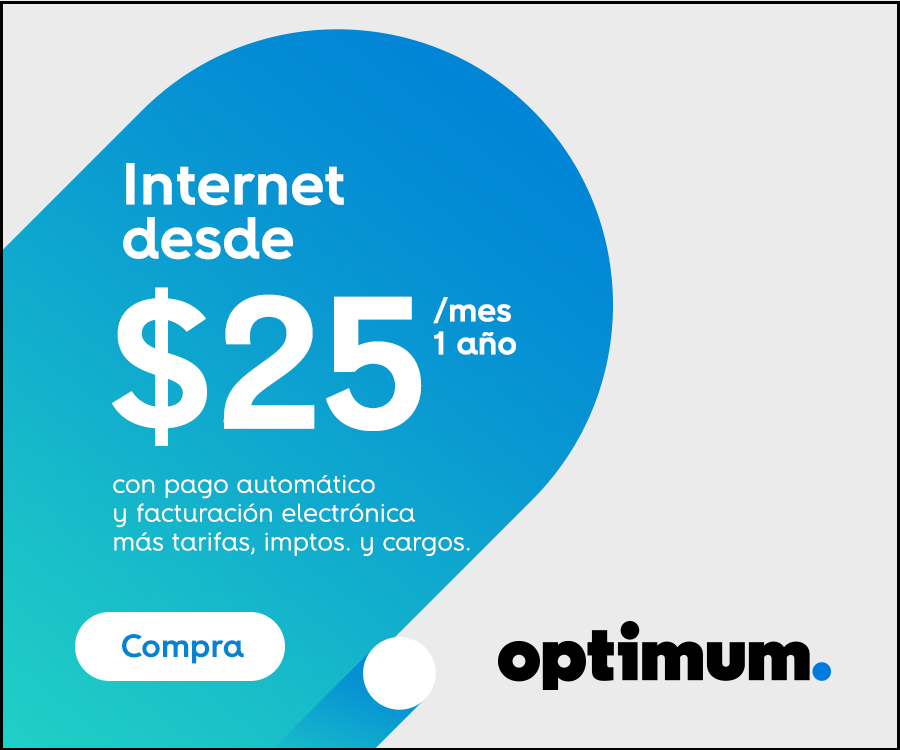 Internet
desde
$25
/mes
1 año
con pago automático
y facturación electrónica
más tarifas, imptos. y cargos.
Compra
optimum.